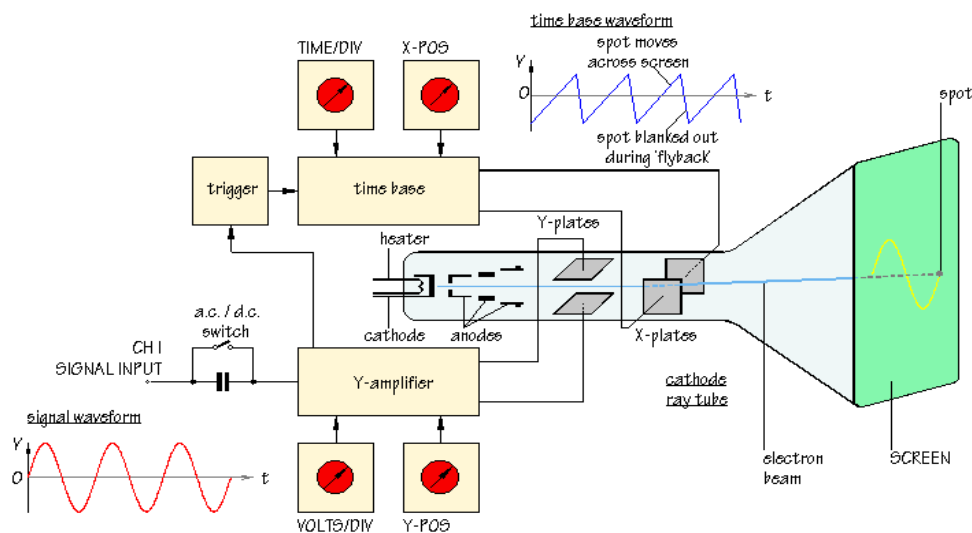 time base waveform
TIME/DIV
X-POS
spot moves
across screen
V
O
t
spot blanked out
during 'flyback'
spot
trigger
time base
Y-plates
heater
cathode
anodes
X-plates
a.c. / d.c.
switch
CH I
SIGNAL INPUT
Y-amplifier
cathode
ray tube
signal waveform
V
O
t
electron
beam
SCREEN
VOLTS/DIV
Y-POS